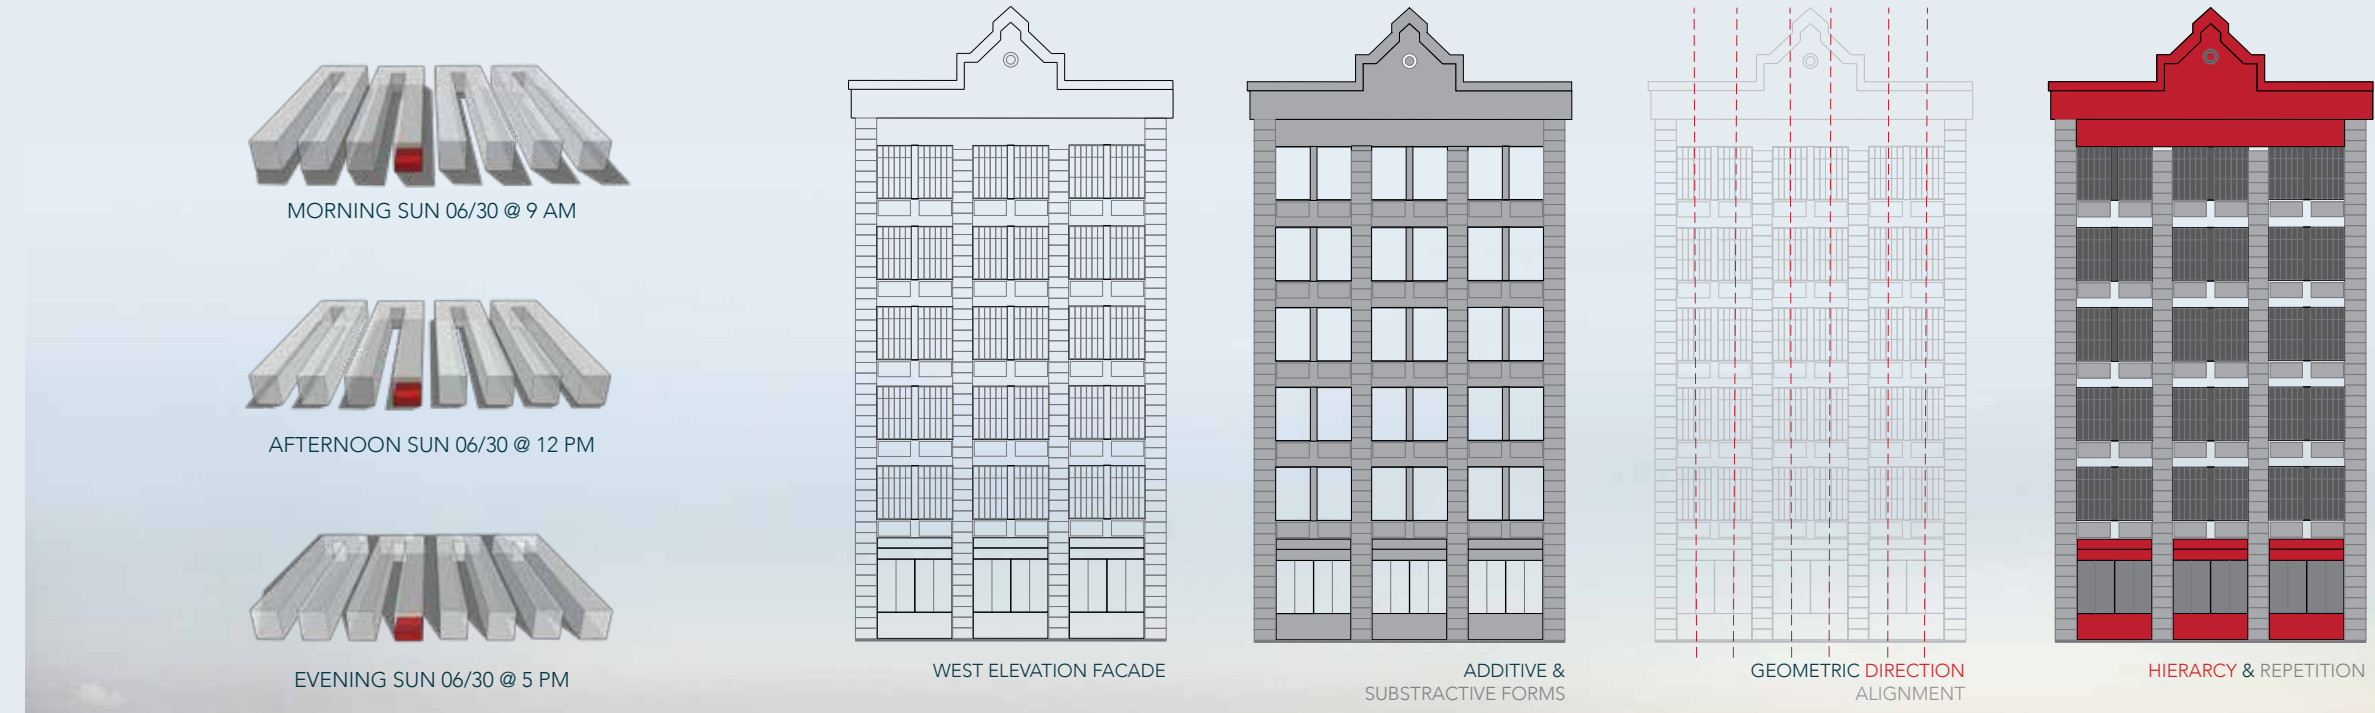 MORNING SUN 06/30 @ 9 AM
AFTERNOON SUN 06/30 @ 12 PM
EVENING SUN 06/30 @ 5 PM
WEST ELEVATION FACADE
ADDITIVE &
SUBSTRACTIVE FORMS
GEOMETRIC DIRECTION
ALIGNMENT
HIERARCY & REPETITION